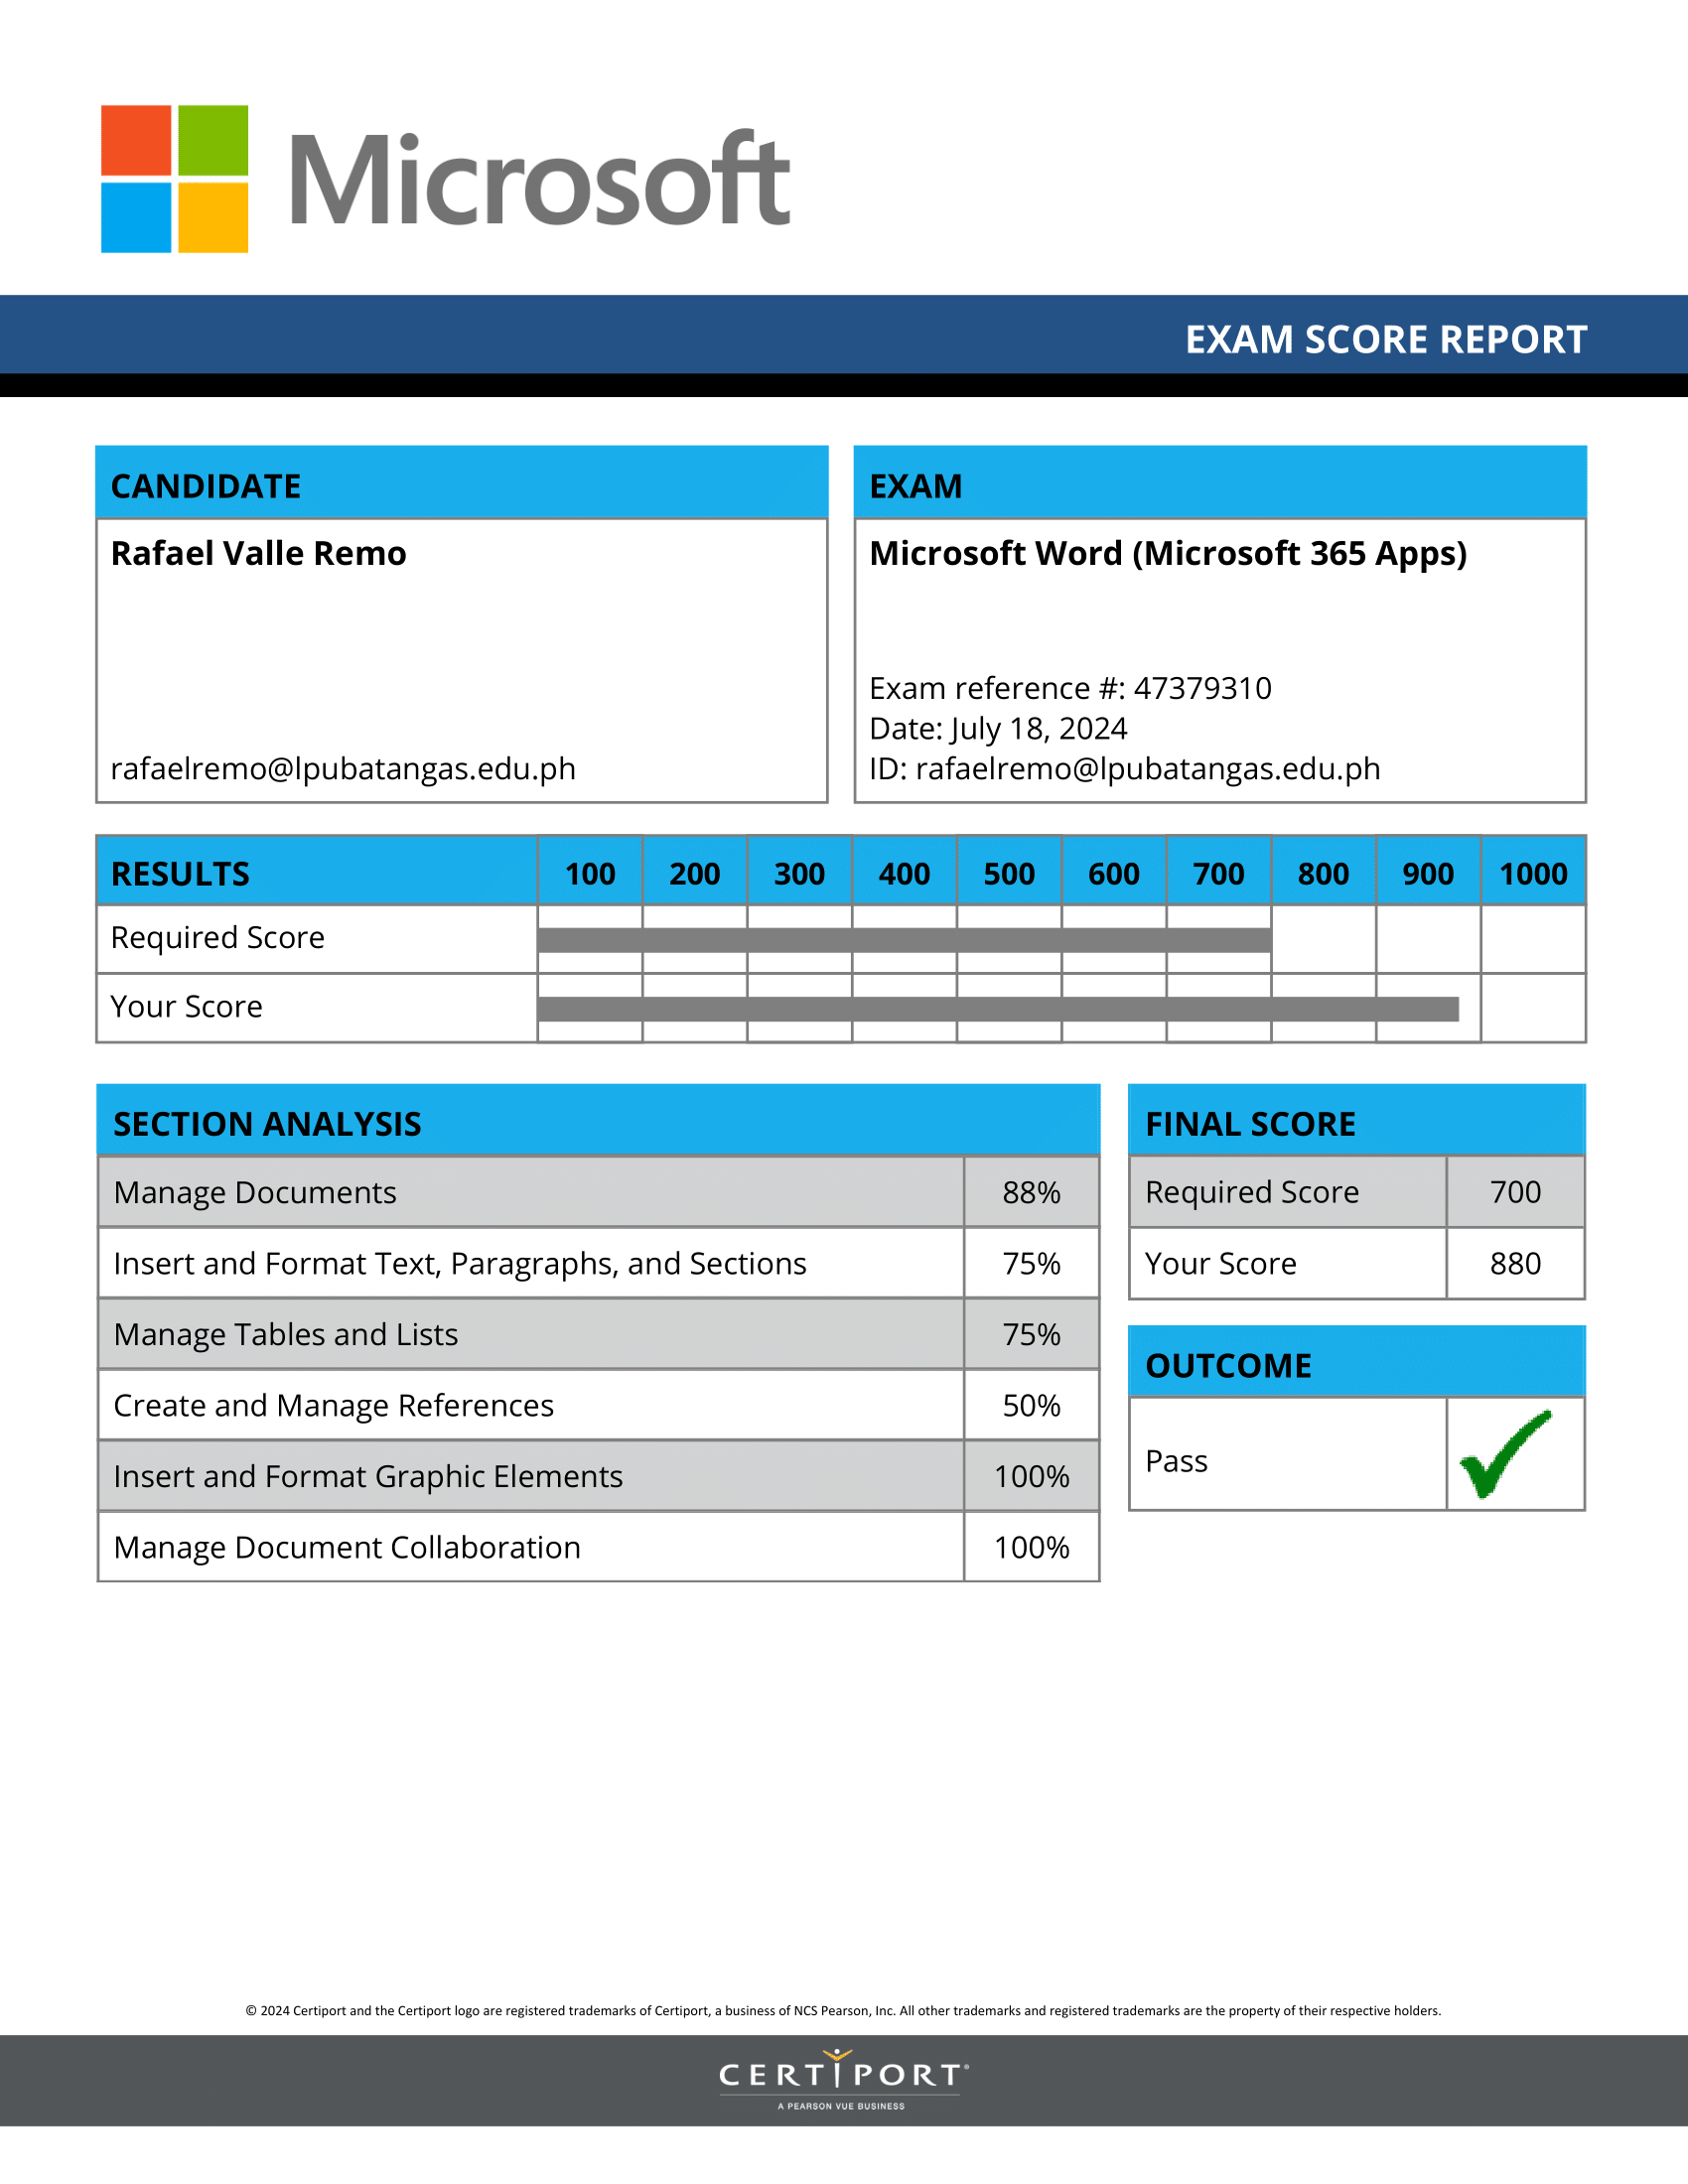 Microsoft
EXAM SCORE REPORT
CANDIDATE
Rafael Valle Remo
rafaelremo@lpubatangas.edu.ph
EXAM
Microsoft Word (Microsoft 365 Apps)
Exam reference #: 47379310
Date: July 18, 2024
ID: rafaelremo@lpubatangas.edu.ph
RESULTS 100 200 300 400 500 600 700 800 900 1000
Required Score
Your Score
SECTION ANALYSIS
Manage Documents 88%
Insert and Format Text, Paragraphs, and Sections 75%
Manage Tables and Lists 75%
Create and Manage References 50%
Insert and Format Graphic Elements 100%
Manage Document Collaboration 100%
FINAL SCORE
Required Score 700
Your Score 880
OUTCOME
Pass
© 2024 Certiport and the Certiport logo are registered trademarks of Certiport, a business of NCS Pearson, Inc. All other trademarks and registered trademarks are the property of their respective holders.
CERTIPORT®
A PEARSON VUE BUSINESS